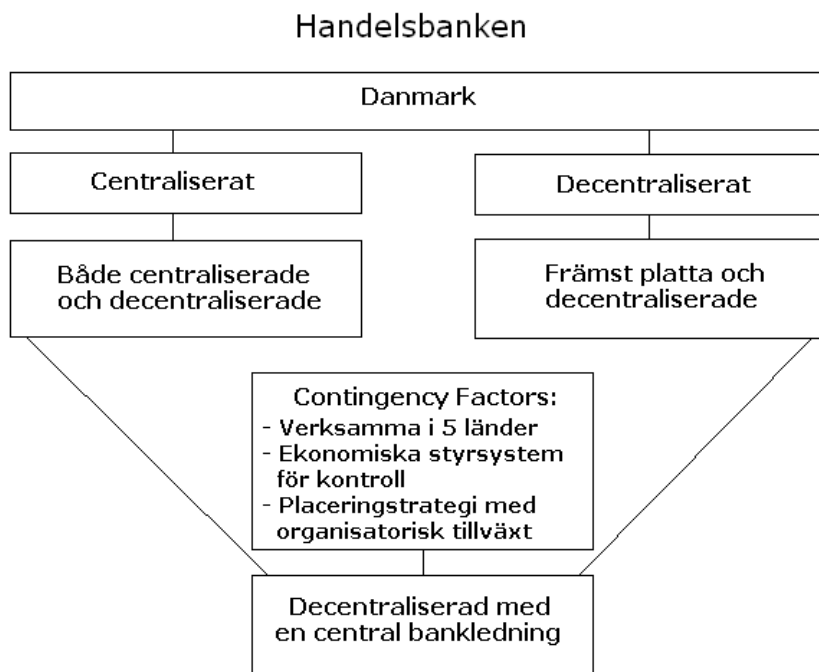 Handelsbanken
Danmark
Centraliserat
Decentraliserat
Både centraliserade
och decentraliserade
Främst platta och
decentraliserade
Contingency Factors:
- Verksamma i 5 länder
- Ekonomiska styrsystem
för kontroll
- Placeringstrategi med
organisatorisk tillväxt
Decentraliserad med
en central bankledning